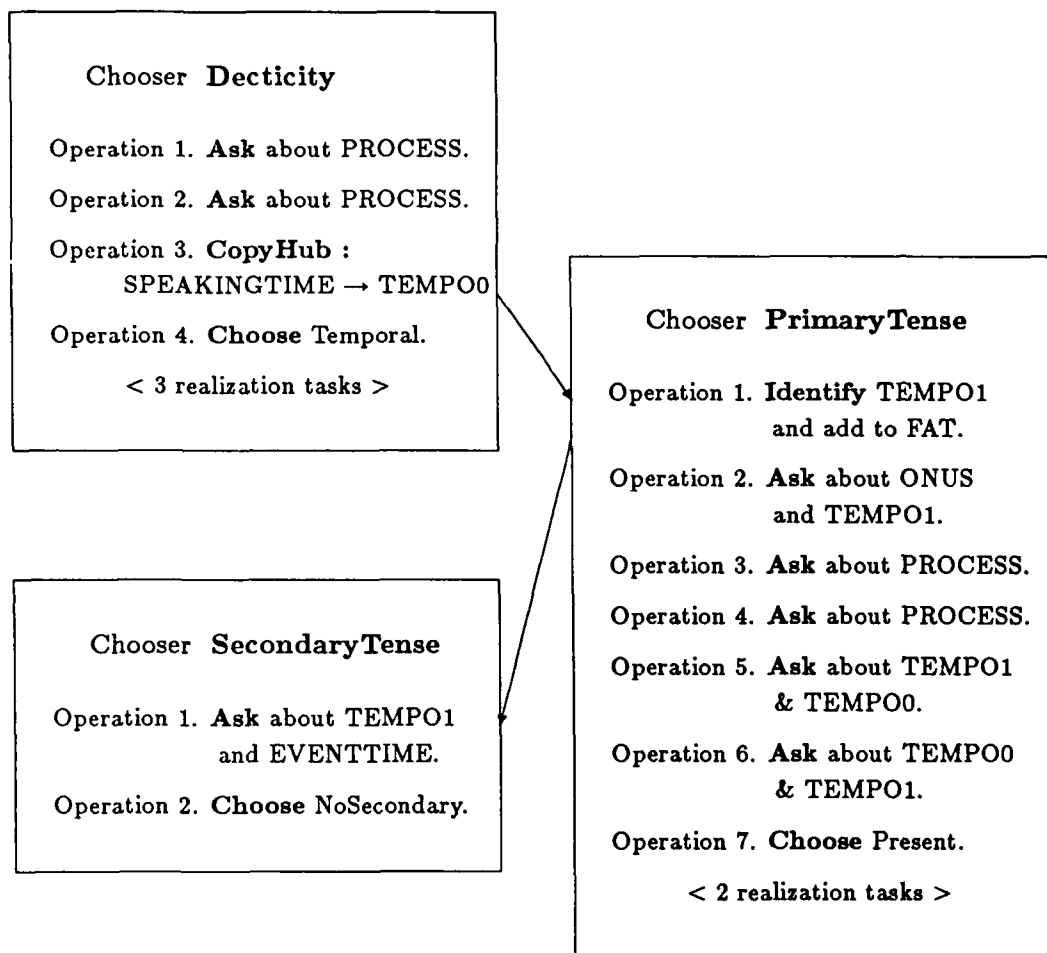 Chooser Decticity
Operation 1. Ask about PROCESS.
Operation 2. Ask about PROCESS.
Operation 3. CopyHub :
SPEAKINGTIME → TEMPO0
Operation 4. Choose Temporal.
< 3 realization tasks >
Chooser PrimaryTense
Operation 1. Identify TEMPO1
and add to FAT.
Operation 2. Ask about ONUS
and TEMPO1.
Operation 3. Ask about PROCESS.
Operation 4. Ask about PROCESS.
Operation 5. Ask about TEMPO1
& TEMPO0.
Operation 6. Ask about TEMPO0
& TEMPO1.
Operation 7. Choose Present.
< 2 realization tasks >
Chooser SecondaryTense
Operation 1. Ask about TEMPO1
and EVENTTIME.
Operation 2. Choose NoSecondary.